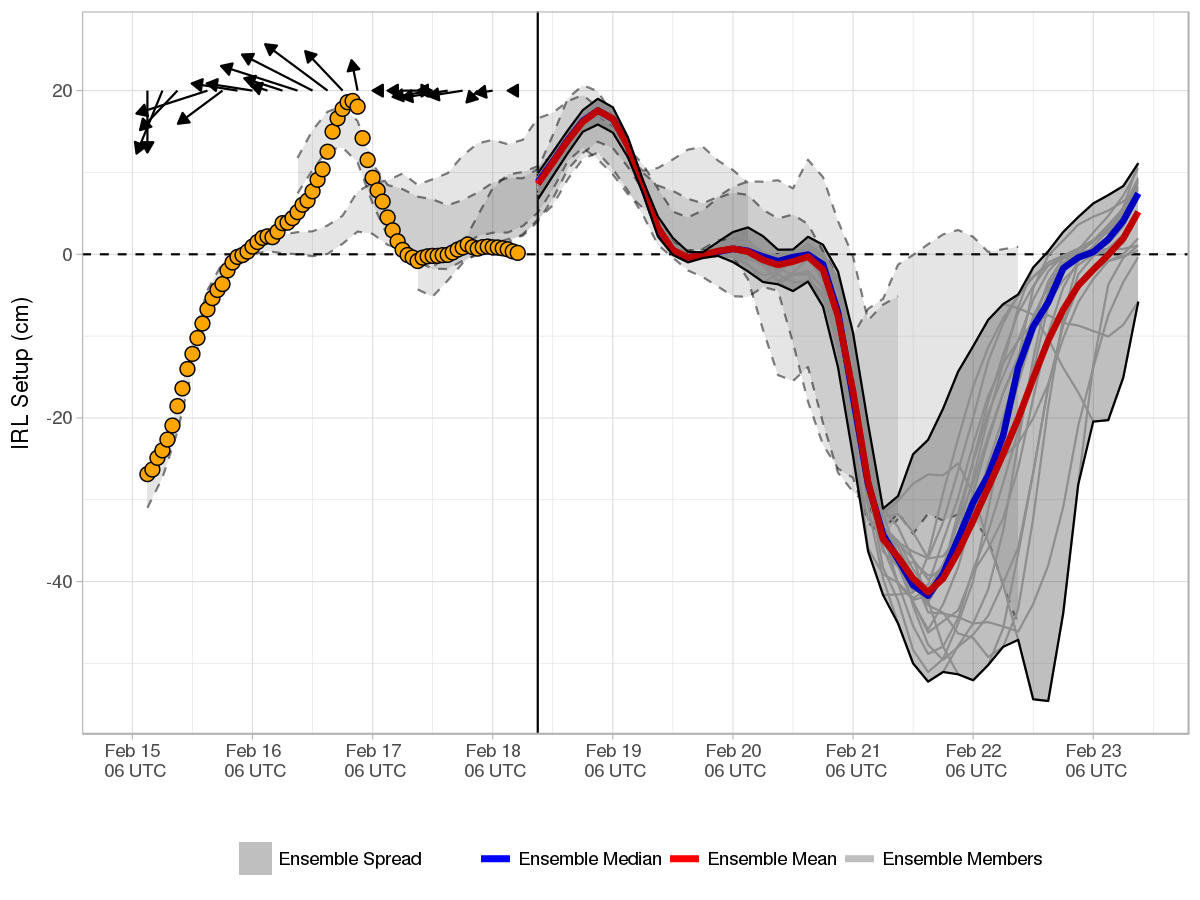 IRL Setup (cm)
20
0
-20
-40
Feb 15 Feb 16 Feb 17 Feb 18 Feb 19 Feb 20 Feb 21 Feb 22 Feb 23
06 UTC 06 UTC 06 UTC 06 UTC 06 UTC 06 UTC 06 UTC 06 UTC 06 UTC
Ensemble Spread Ensemble Median Ensemble Mean Ensemble Members